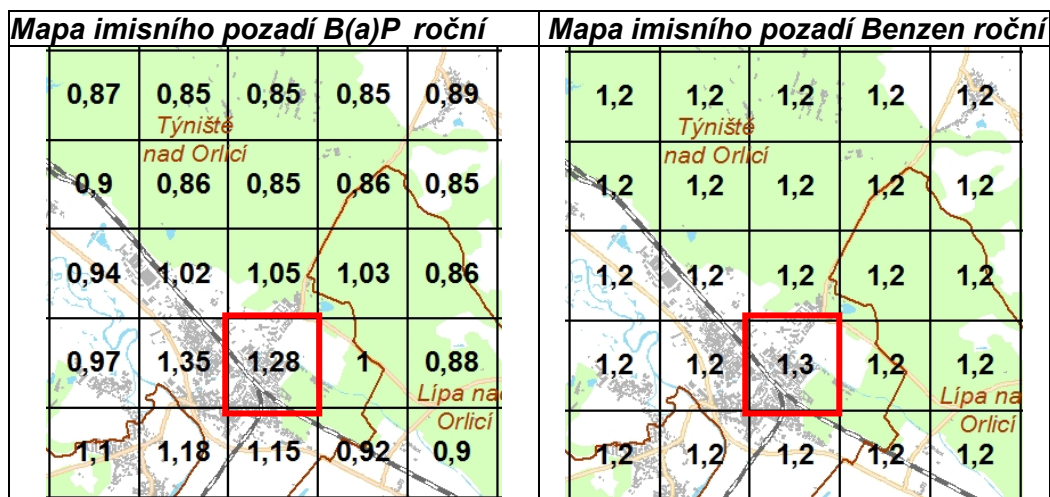 Mapa imisního pozadí B(a)P roční
0,87 0,85 0,85 0,85 0,89
Týniště
nad Orlicí
0,9 0,86 0,85 0,86 0,85
0,94 1,02 1,05 1,03 0,86
0,97 1,35 1,28 1 0,88
Lípa na
Orlicí
1,1 1,18 1,15 0,92 0,9
Mapa imisního pozadí Benzen roční
1,2 1,2 1,2 1,2 1,2
Týniště
nad Orlicí
1,2 1,2 1,2 1,2 1,2
1,2 1,2 1,2 1,2 1,2
1,2 1,2 1,3 1,2 1,2
Lípa na
Orlicí
1,2 1,2 1,2 1,2 1,2